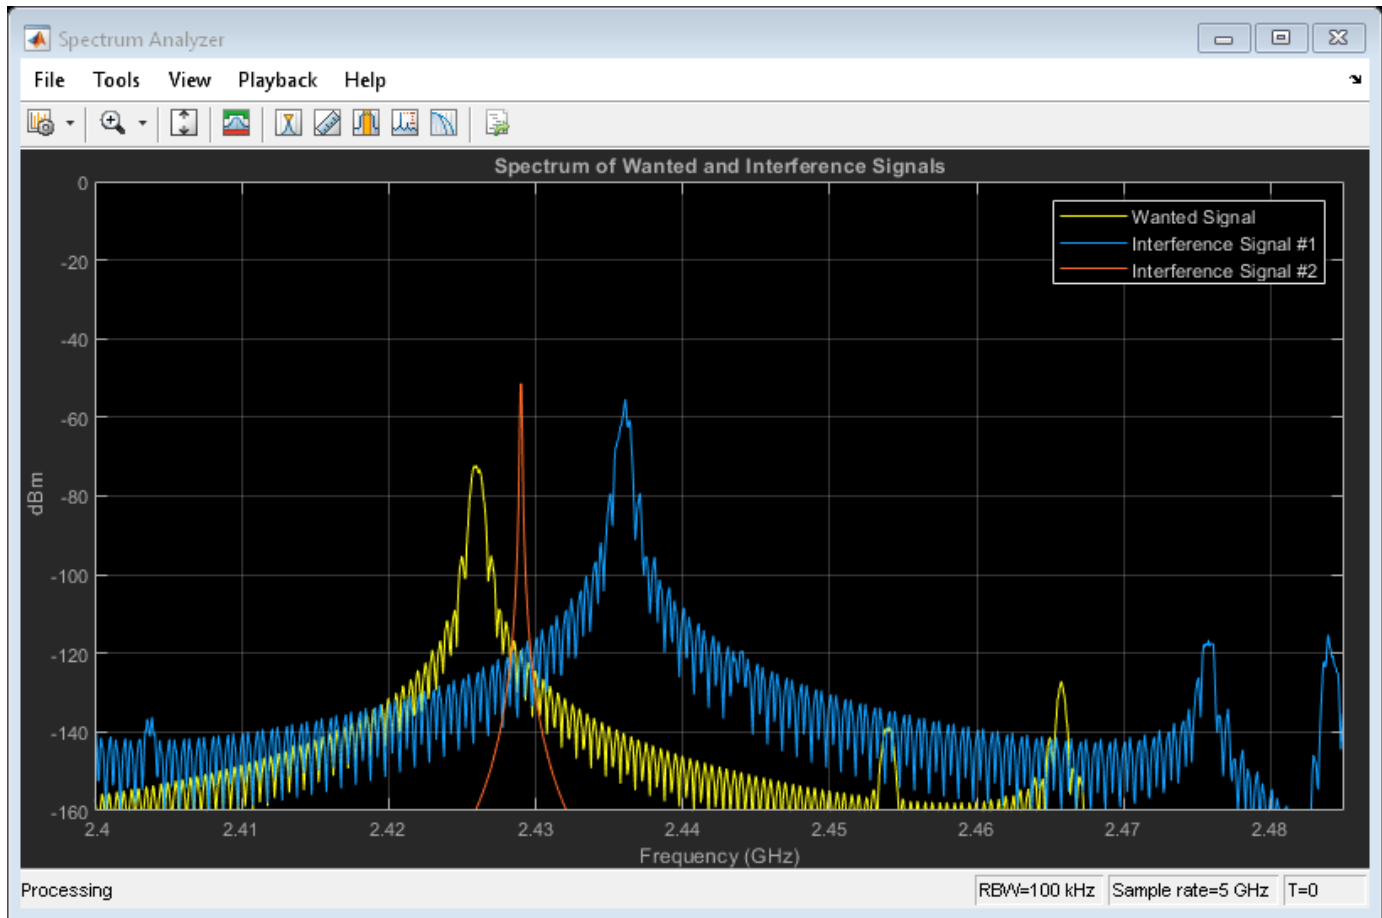 Spectrum Analyzer
File Tools View Playback Help
Spectrum of Wanted and Interference Signals
Wanted Signal
Interference Signal #1
Interference Signal #2
0
-20
-40
-60
-80
-100
-120
-140
-160
dBm
2.4 2.41 2.42 2.43 2.44 2.45 2.46 2.47 2.48
Frequency (GHz)
Processing RBW=100 kHz Sample rate=5 GHz T=0